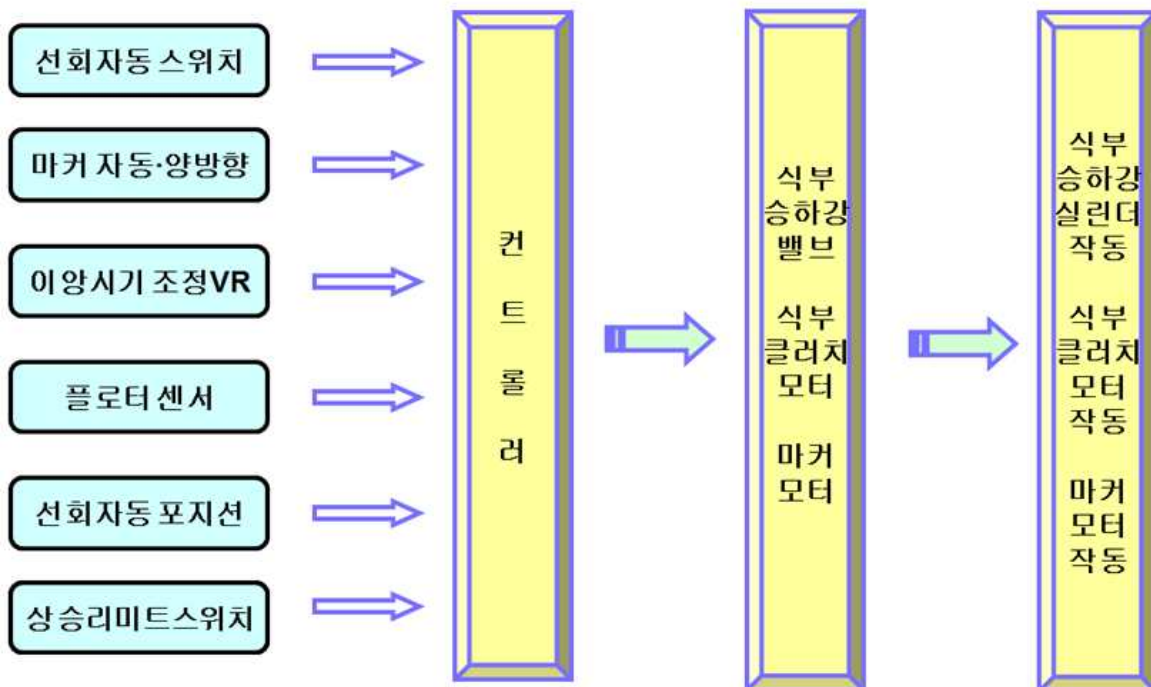 선회자동 스위치
마커 자동·양방향
이앙시기 조정VR
플로터 센서
선회자동 포지션
상승리미트스위치
컨
트
롤
러
식부
승하강
밸브
식부
클러치
모터
마커
모터
식부
승하강
실린더
작동
식부
클러치
모터
작동
마커
모터
작동